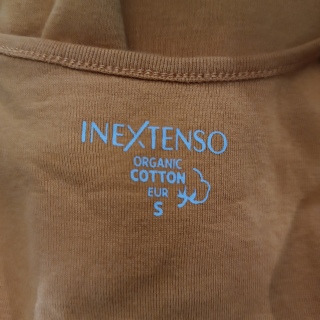 INEXTENSO
ORGANIC
COTTON
EUR
S